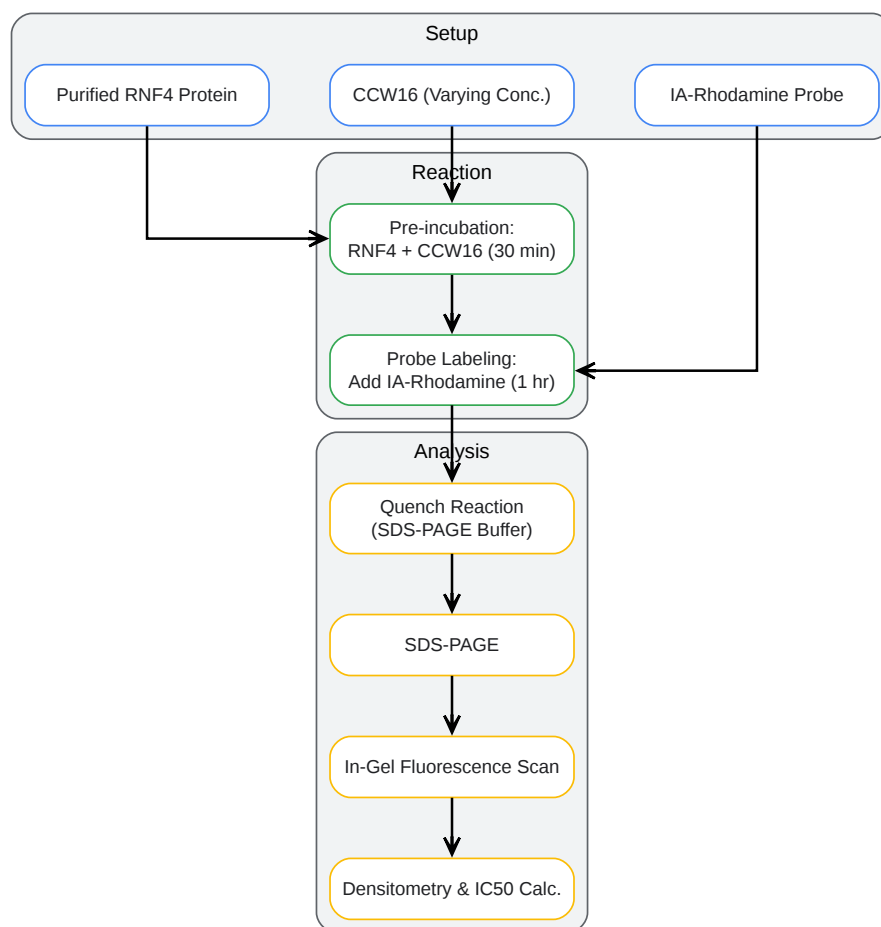 Setup
Purified RNF4 Protein
CCW16 (Varying Conc.)
IA-Rhodamine Probe
Reaction
Pre-incubation:
RNF4 + CCW16 (30 min)
Probe Labeling:
Add IA-Rhodamine (1 hr)
Analysis
Quench Reaction
(SDS-PAGE Buffer)
SDS-PAGE
In-Gel Fluorescence Scan
Densitometry & IC50 Calc.